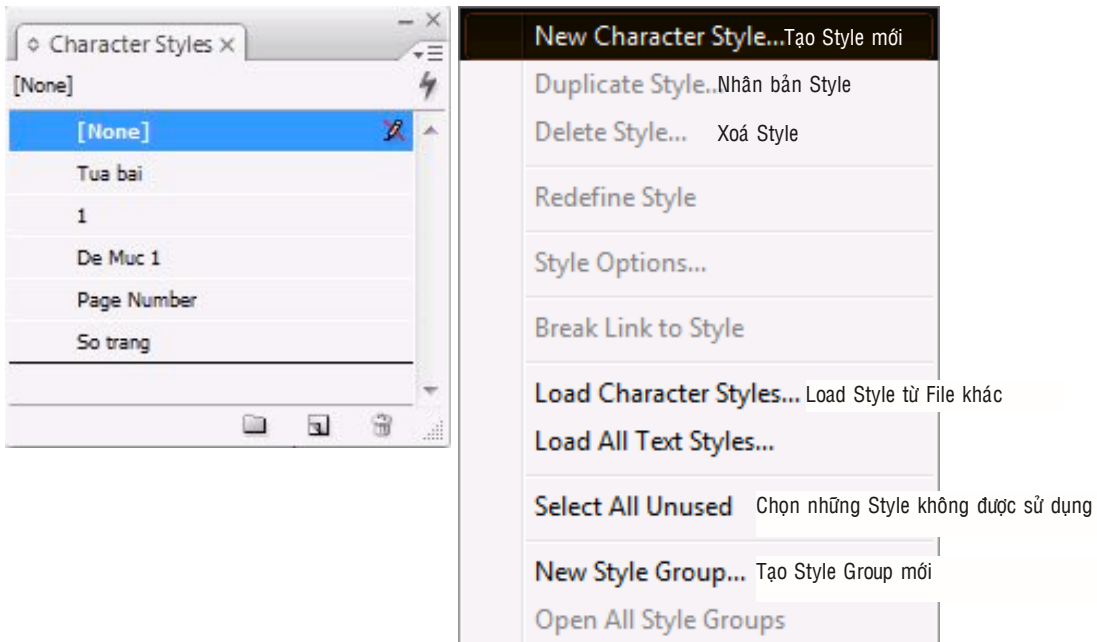 Character Styles
[None]
[None]
Tua bai
1
De Muc 1
Page Number
So trang
New Character Style...Tạo Style mới
Duplicate Style...Nhân bản Style
Delete Style... Xoá Style
Redefine Style
Style Options...
Break Link to Style
Load Character Styles... Load Style từ File khác
Load All Text Styles...
Select All Unused Chọn những Style không được sử dụng
New Style Group... Tạo Style Group mới
Open All Style Groups